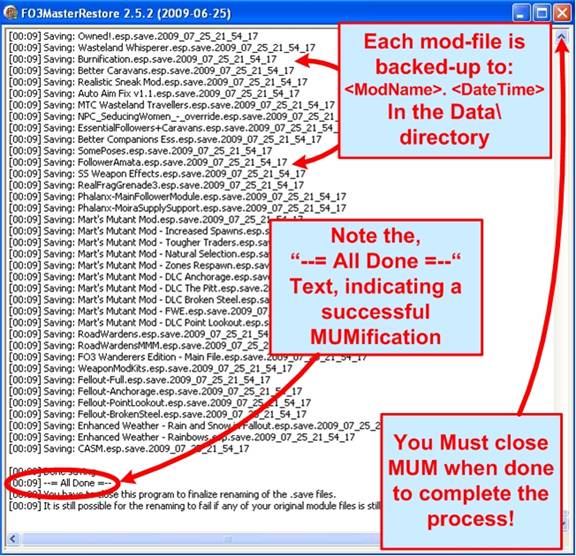 FO3MasterRestore 2.5.2 (2009-06-25)
[00:09] Saving: Owned!.esp.save.2009_07_25_21_54_17
[00:09] Saving: Wasteland Whisperer.esp.save.2009_07_25_21_54_17
[00:09] Saving: Burnification.esp.save.2009_07_25_21_54_17
[00:09] Saving: Better Caravans.esp.save.2009_07_25_21_54_17
[00:09] Saving: Realistic Sneak Mod.esp.save.2009_07_25_21_54_
[00:09] Saving: Auto Aim Fix v1.1.esp.save.2009_07_25_21_54_17
[00:09] Saving: MTC Wasteland Travellers.esp.save.2009_07_25_2
[00:09] Saving: NPC_SeducingWomen_-_override.esp.save.2009_0
[00:09] Saving: EssentialFollowers+Caravans.esp.save.2009_07_2
[00:09] Saving: Better Companions Ess.esp.save.2009_07_25_21_5
[00:09] Saving: SomePoses.esp.save.2009_07_25_21_54_17
[00:09] Saving: FollowerAmata.esp.save.2009_07_25_21_54_17
[00:09] Saving: SS Weapon Effects.esp.save.2009_07_25_21_54_17
[00:09] Saving: RealFragGrenade3.esp.save.2009_07_25_21_54_17
[00:09] Saving: Phalanx-MainFollowerModule.esp.save.2009_07_25_21_54_17
[00:09] Saving: Phalanx-MoiraSupplySupport.esp.save.2009_07_25_21_54_17
[00:09] Saving: Mart's Mutant Mod.esp.save.2009_07_25_21_54_17
[00:09] Saving: Mart's Mutant Mod - Increased Spawns.esp.s
[00:09] Saving: Mart's Mutant Mod - Tougher Traders.esp.sa
[00:09] Saving: Mart's Mutant Mod - Natural Selection.esp.sa
[00:09] Saving: Mart's Mutant Mod - Zones Respawn.esp.sav
[00:09] Saving: Mart's Mutant Mod - DLC Anchorage.esp.sav
[00:09] Saving: Mart's Mutant Mod - DLC The Pitt.esp.save.2
[00:09] Saving: Mart's Mutant Mod - DLC Broken Steel.esp.sa
[00:09] Saving: Mart's Mutant Mod - FWE.esp.save.2009_07_
[00:09] Saving: Mart's Mutant Mod - DLC Point Lookout.esp.s
[00:09] Saving: RoadWardens.esp.save.2009_07_25_21_54_1
[00:09] Saving: RoadWardensMMM.esp.save.2009_07_25_21_
[00:09] Saving: FO3 Wanderers Edition - Main File.esp.save.2
[00:09] Saving: WeaponModKits.esp.save.2009_07_25_21_54_17
[00:09] Saving: Fellout-Full.esp.save.2009_07_25_21_54_17
[00:09] Saving: Fellout-Anchorage.esp.save.2009_07_25_21_54_17
[00:09] Saving: Fellout-PointLookout.esp.save.2009_07_25_21_54_17
[00:09] Saving: Fellout-BrokenSteel.esp.save.2009_07_25_21_54_17
[00:09] Saving: Enhanced Weather - Rain and Snow in Fallout.esp.save.2009_07_25
[00:09] Saving: Enhanced Weather - Rainbows.esp.save.2009_07_25_21_54_17
[00:09] Saving: CASM.esp.save.2009_07_25_21_54_17
[00:09] Done saving
[00:09] --= All Done =--
[00:09] You have to close this program to finalize renaming of the .save files.
[00:09] It is still possible for the renaming to fail if any of your original module files is still
Each mod-file is
backed-up to:
<ModName>. <DateTime>
In the Data\
directory
Note the,
“--= All Done =--“
Text, indicating a
successful
MUMification
You Must close
MUM when done
to complete the
process!